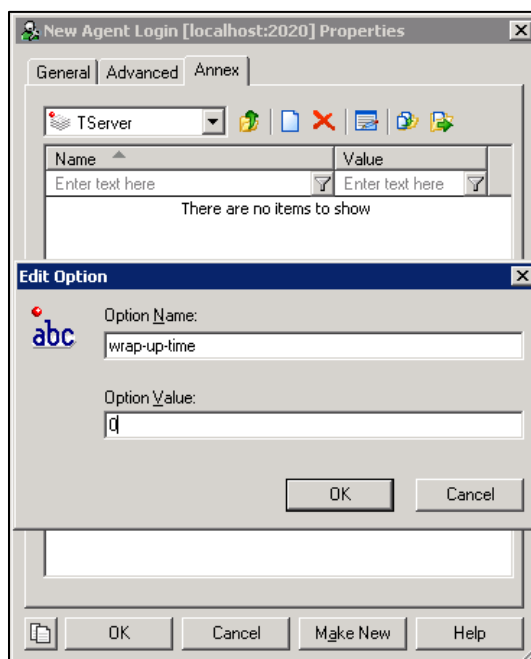 New Agent Login [localhost:2020] Properties
General Advanced Annex
TServer
Name Value
Enter text here Enter text here
There are no items to show
Edit Option
abc
Option Name:
wrap-up-time
Option Value:
0
OK Cancel
OK Cancel Make New Help